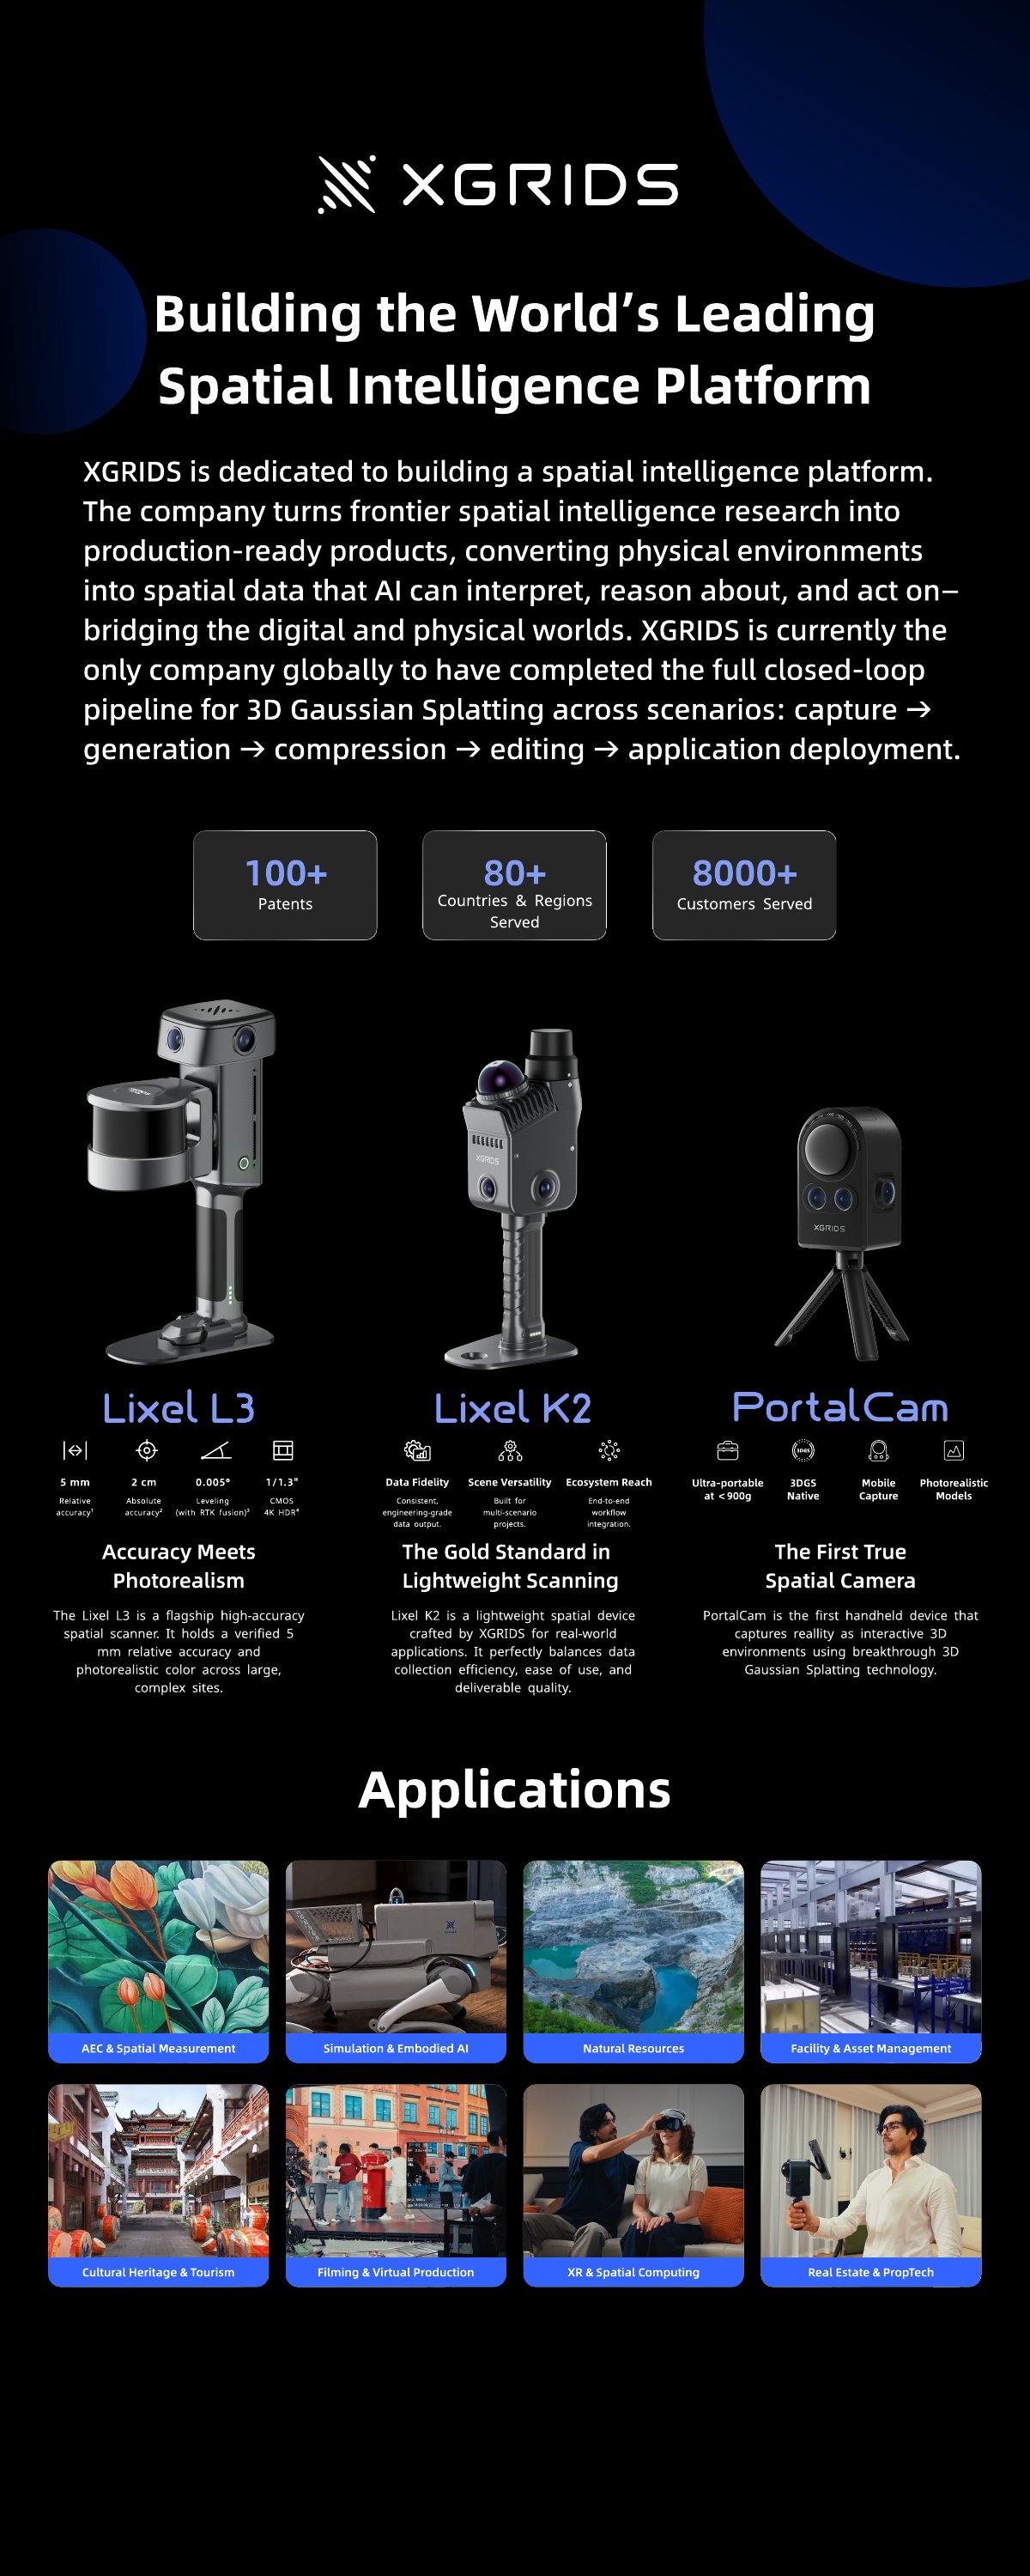 XGRIDS
Building the World’s Leading
Spatial Intelligence Platform
XGRIDS is dedicated to building a spatial intelligence platform.
The company turns frontier spatial intelligence research into
production-ready products, converting physical environments
into spatial data that AI can interpret, reason about, and act on—
bridging the digital and physical worlds. XGRIDS is currently the
only company globally to have completed the full closed-loop
pipeline for 3D Gaussian Splatting across scenarios: capture →
generation → compression → editing → application deployment.
100+
Patents
80+
Countries & Regions
Served
8000+
Customers Served
XGRIDS
XGRIDS
Lixel L3
5 mm
Relative
accuracy¹
2 cm
Absolute
accuracy²
0.005°
Leveling
(with RTK fusion)³
1/1.3"
CMOS
4K HDR⁴
Accuracy Meets
Photorealism
The Lixel L3 is a flagship high-accuracy
spatial scanner. It holds a verified 5
mm relative accuracy and
photorealistic color across large,
complex sites.
Lixel K2
Data Fidelity
Consistent,
engineering-grade
data output.
Scene Versatility
Built for
multi-scenario
projects.
Ecosystem Reach
End-to-end
workflow
integration.
The Gold Standard in
Lightweight Scanning
Lixel K2 is a lightweight spatial device
crafted by XGRIDS for real-world
applications. It perfectly balances data
collection efficiency, ease of use, and
deliverable quality.
PortalCam
Ultra-portable
at <900g
3DGS
3DGS
Native
Mobile
Capture
Photorealistic
Models
The First True
Spatial Camera
PortalCam is the first handheld device that
captures reallity as interactive 3D
environments using breakthrough 3D
Gaussian Splatting technology.
Applications
AEC & Spatial Measurement
Simulation & Embodied AI
Natural Resources
Facility & Asset Management
Cultural Heritage & Tourism
Filming & Virtual Production
XR & Spatial Computing
Real Estate & PropTech